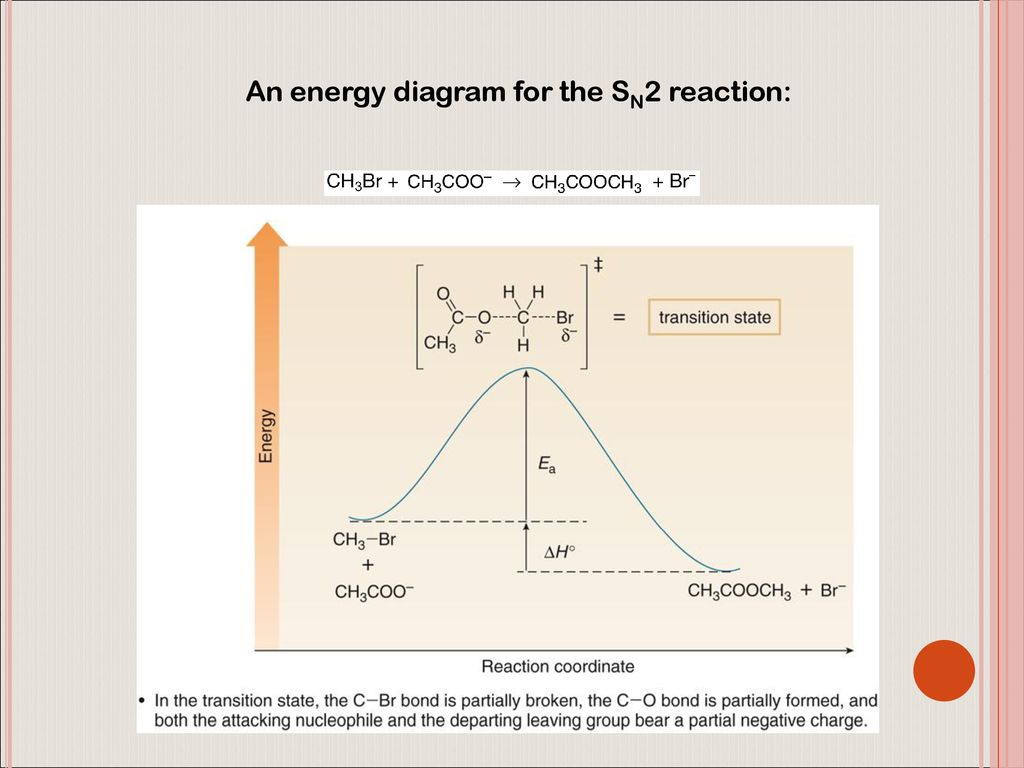 An energy diagram for the SN2 reaction:
CH3Br + CH3COO– → CH3COOCH3 + Br–
‡
O
H H
C–O----C----Br = transition state
CH3 δ– H δ–
Energy
Ea
CH3–Br
ΔH°
+
CH3COO–
CH3COOCH3 + Br–
Reaction coordinate
• In the transition state, the C–Br bond is partially broken, the C–O bond is partially formed, and
both the attacking nucleophile and the departing leaving group bear a partial negative charge.